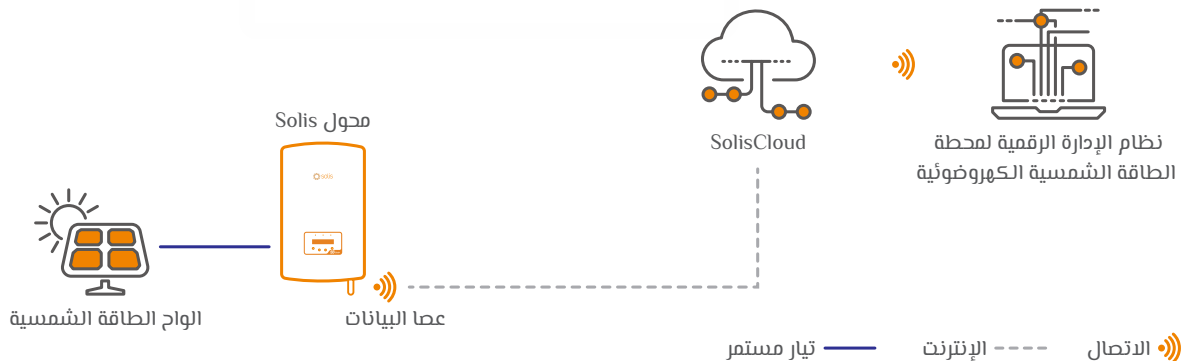 SolisCloud
نظام الإدارة الرقمية لمحطة
الطاقة الشمسية الكهروضوئية
محول Solis
Solis
الواح الطاقة الشمسية
عصا البيانات
الاتصال
الإنترنت
تيار مستمر